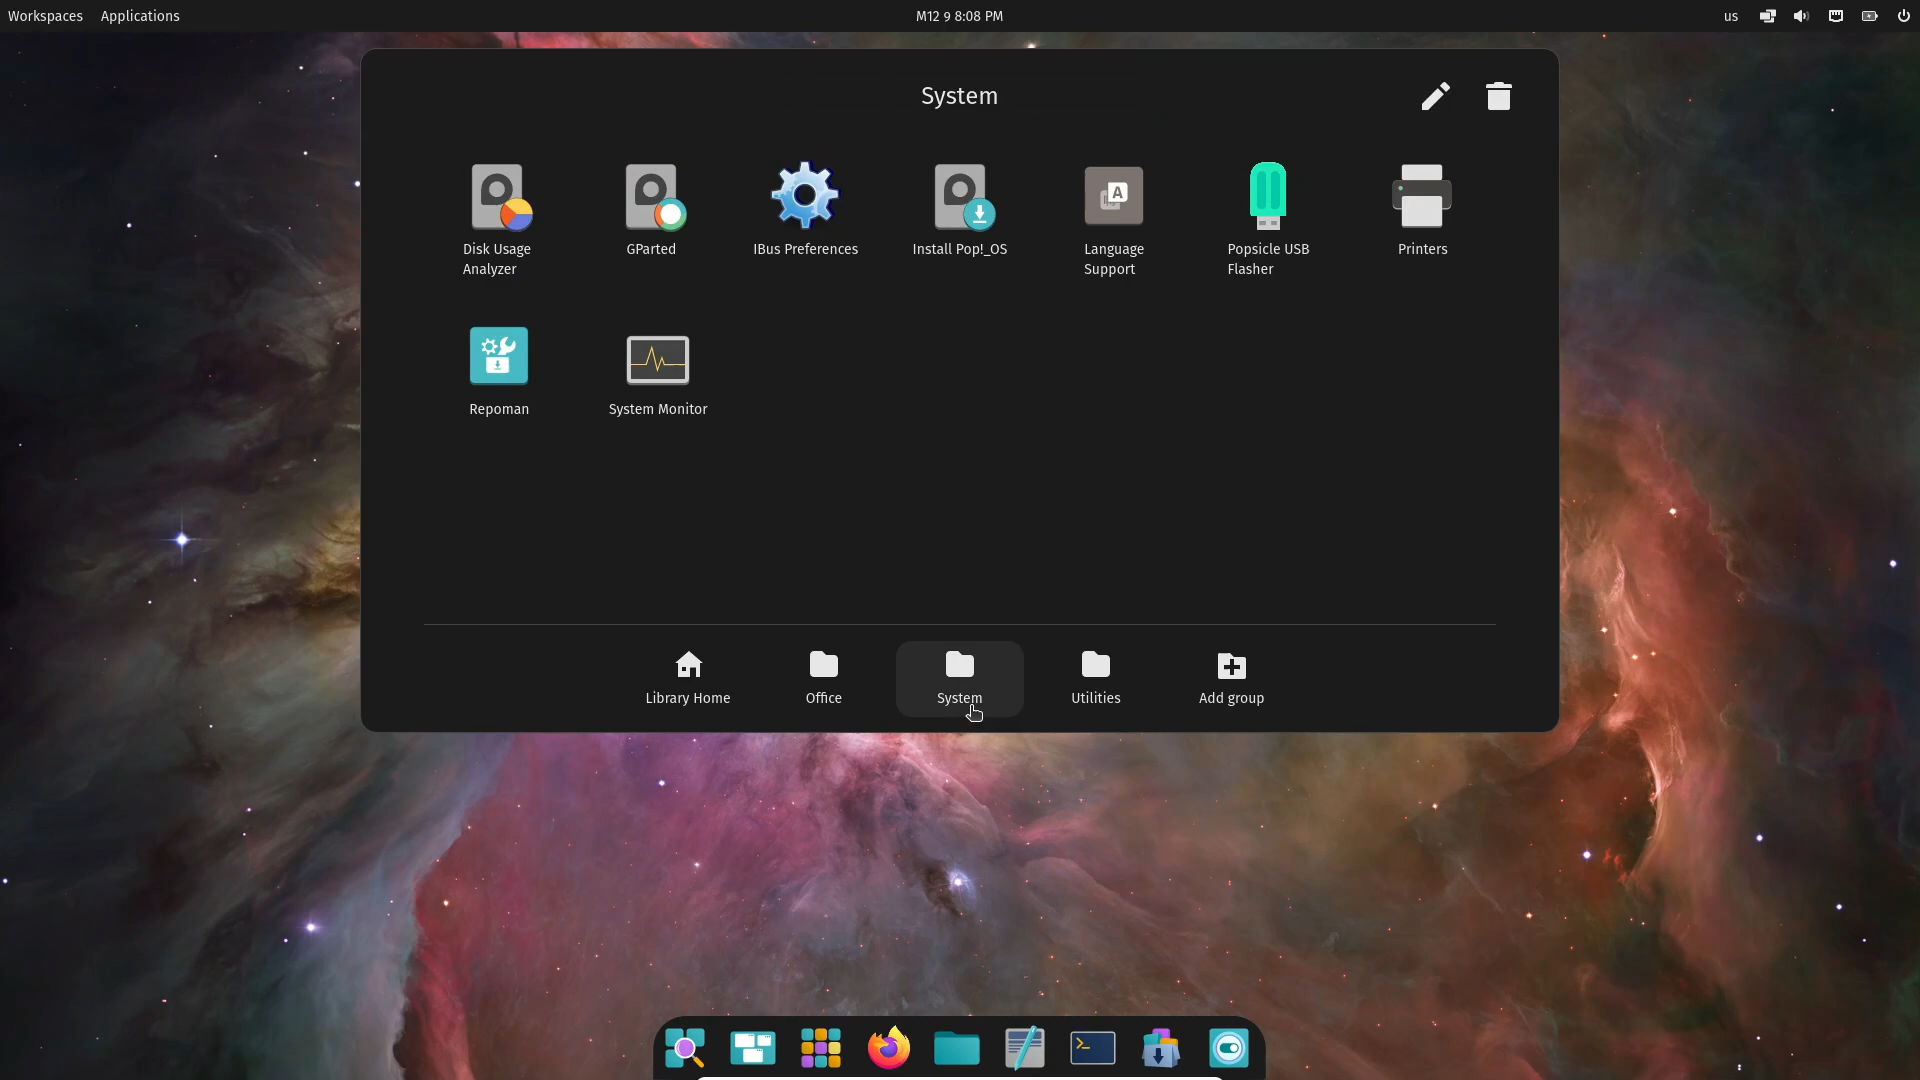 Workspaces Applications M12 9 8:08 PM us
System
Disk Usage
Analyzer
GParted
IBus Preferences
Install Pop!_OS
Language
Support
Popsicle USB
Flasher
Printers
Repoman
System Monitor
Library Home
Office
System
Utilities
Add group